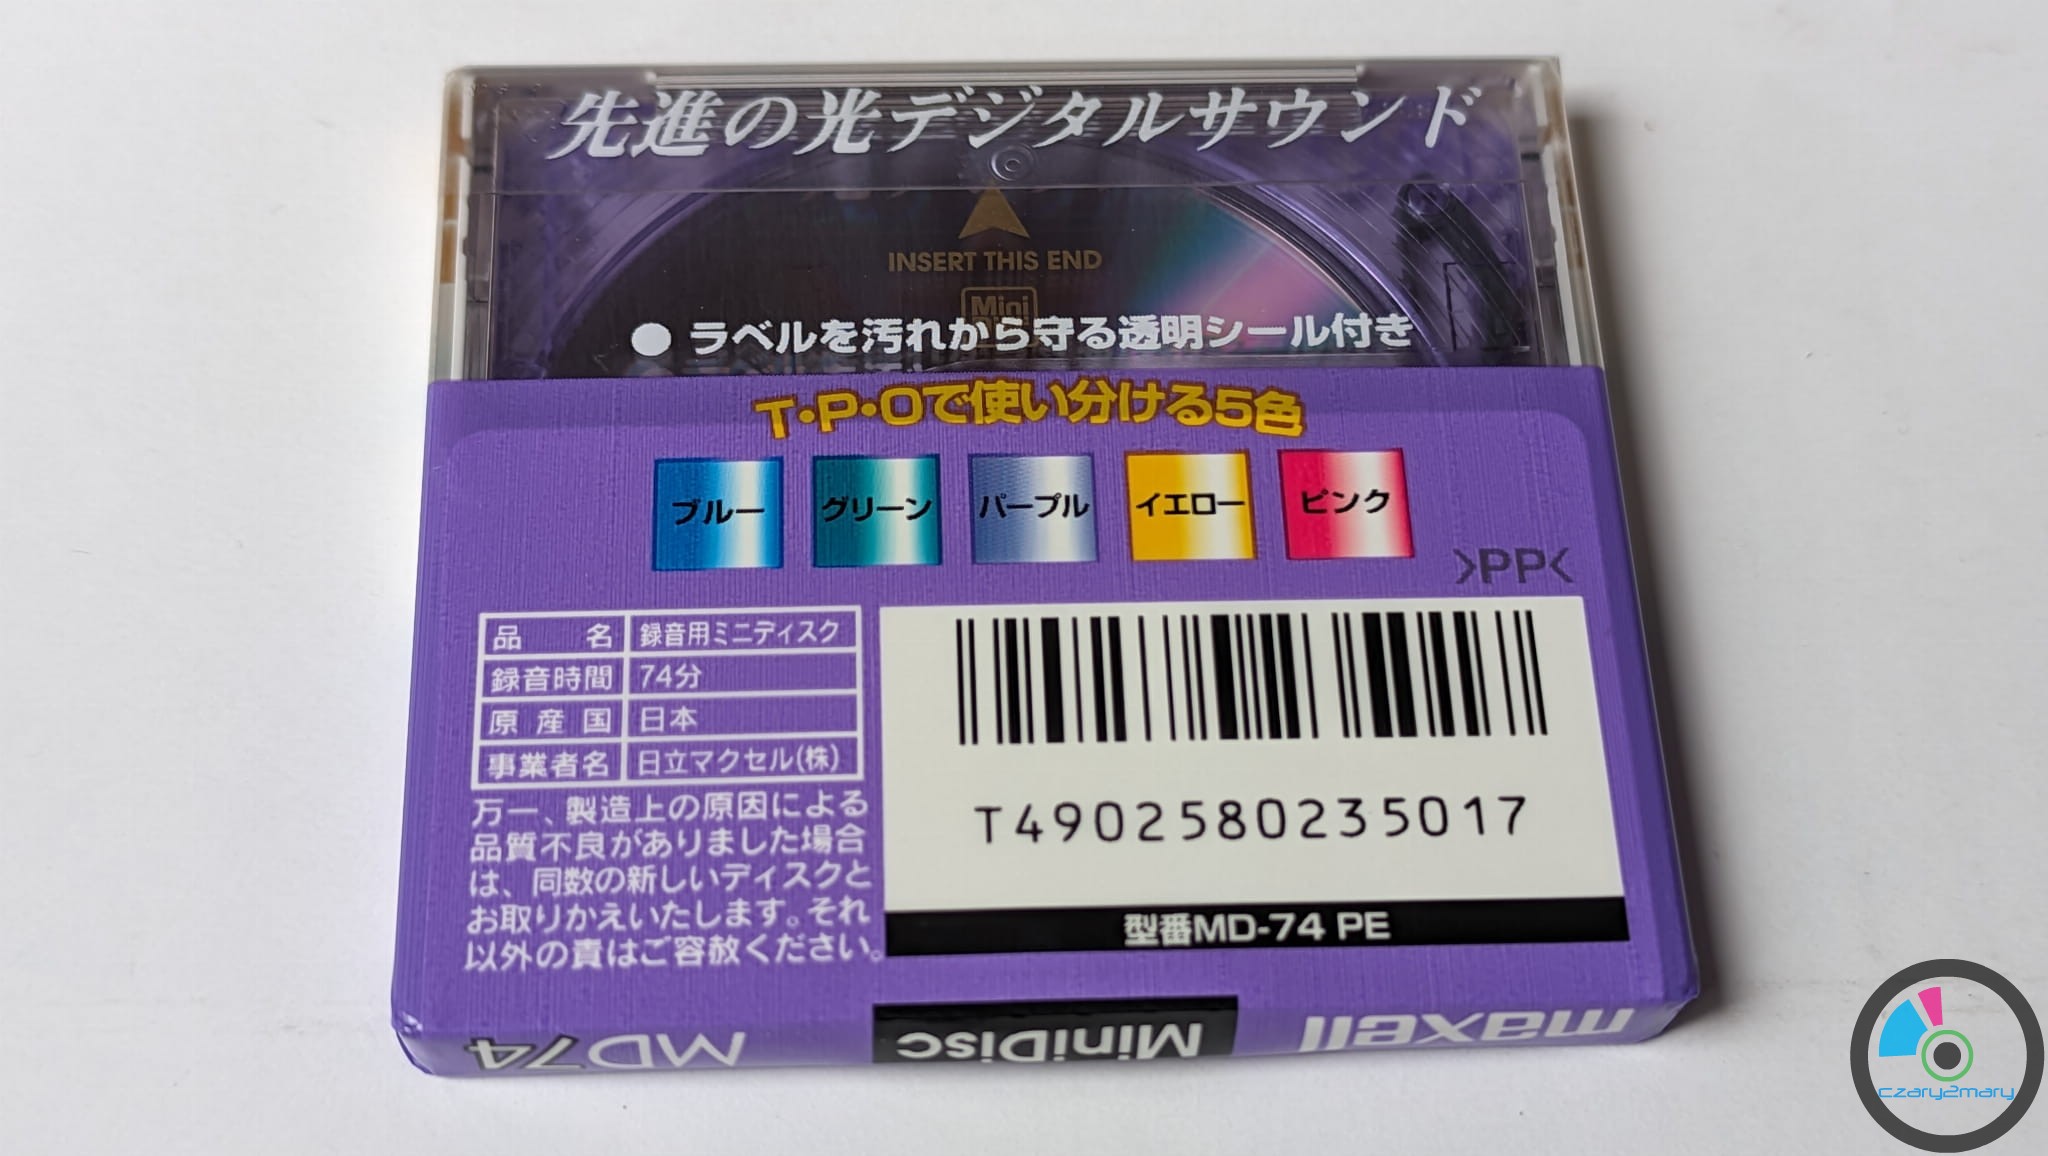 先進の光デジタルサウンド
INSERT THIS END
Mini
● ラベルを汚れから守る透明シール付き
T・P・Oで使い分ける5色
ブルー グリーン パープル イエロー ピンク
>PP<
品名 録音用ミニディスク
録音時間 74分
原産国 日本
事業者名 日立マクセル(株)
万一、製造上の原因による
品質不良がありました場合
は、同数の新しいディスクと
お取りかえいたします。それ
以外の責はご容赦ください。
T4902580235017
型番MD-74 PE
maxell MiniDisc MD74
czary2mary